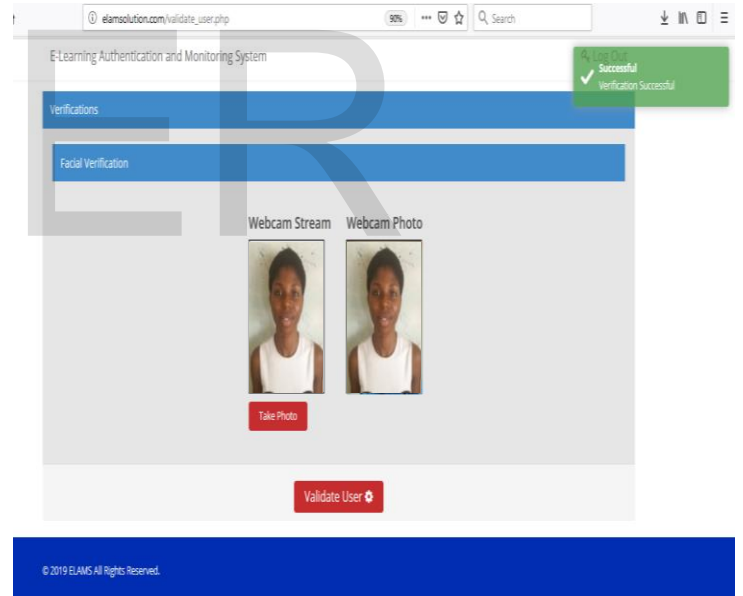 elamsolution.com/validate_user.php 90% Search
E-Learning Authentication and Monitoring System Log Out
Successful
Verification Successful
Verifications
Facial Verification
Webcam Stream Webcam Photo
Take Photo
Validate User
© 2019 ELAMS All Rights Reserved.
ER